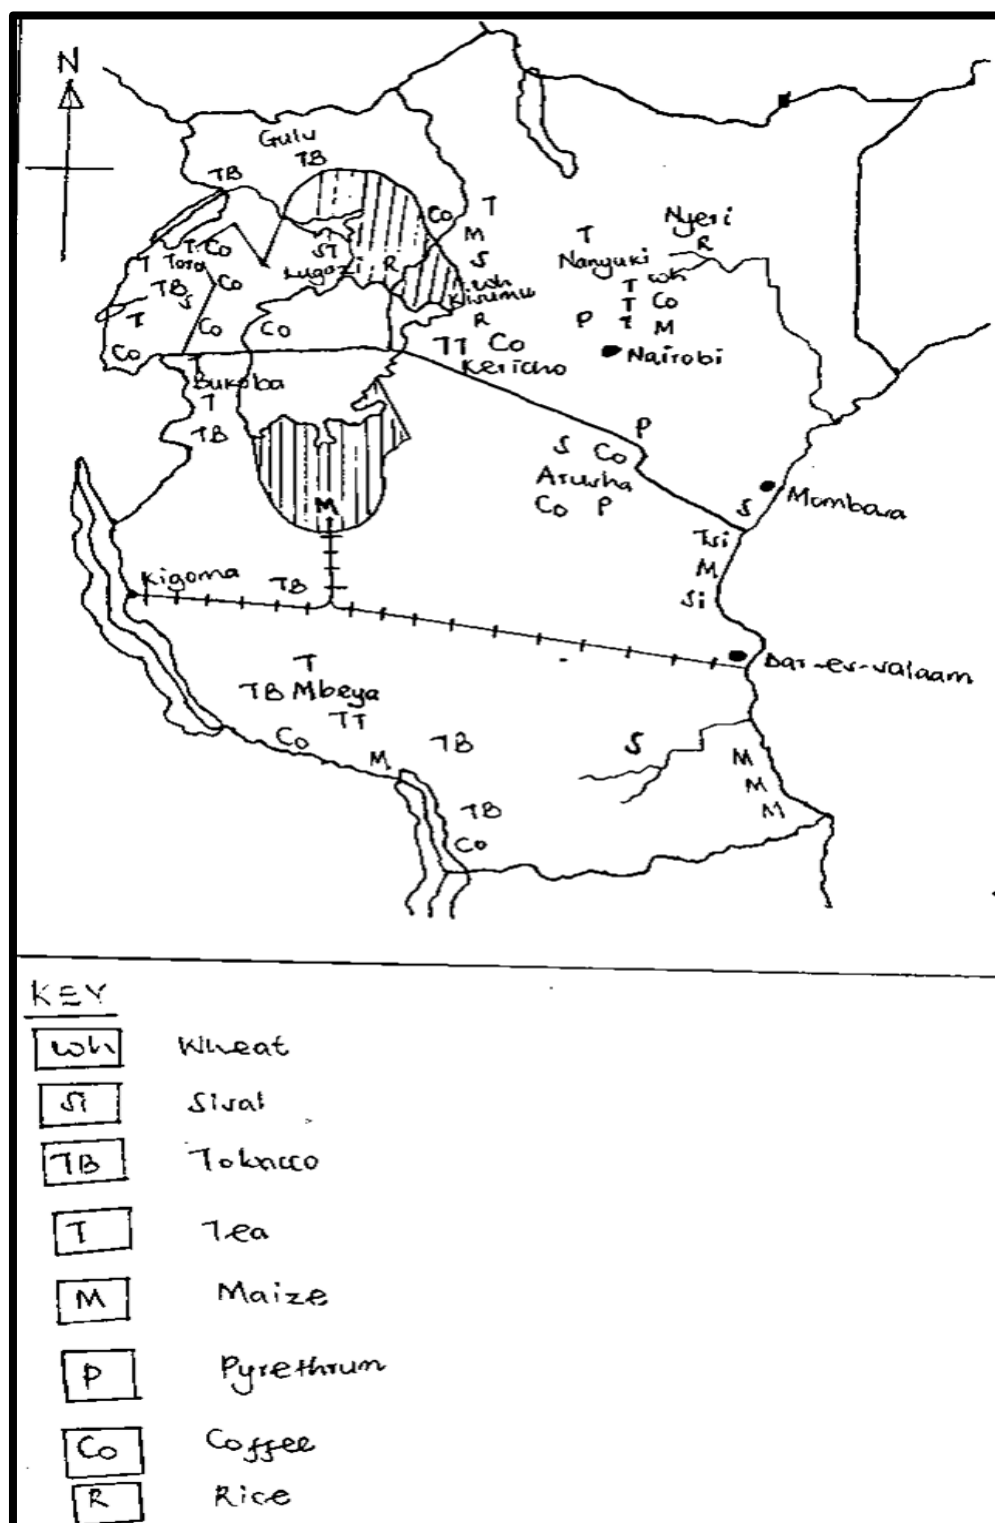 N
Gulu
TB
TB
Co
T
M
S
T
Nyeri
R
Nanyuki
T
wh
T
Co
T
M
P
Nairobi
T
Co
T
Toro
TB
S
T
Co
Co
Co
Co
ST
Lugazi
R
wh
Kisumu
R
TT
Co
Kericho
T
Bukoba
T
TB
P
S
Co
Arusha
Co
P
Mombasa
S
Tsi
M
Si
M
Kigoma
TB
Dar-es-salaam
T
TB Mbeya
TT
Co
M
TB
TB
Co
S
M
M
M
KEY
Wh Wheat
SI Sisal
TB Tobacco
T Tea
M Maize
P Pyrethrum
Co Coffee
R Rice